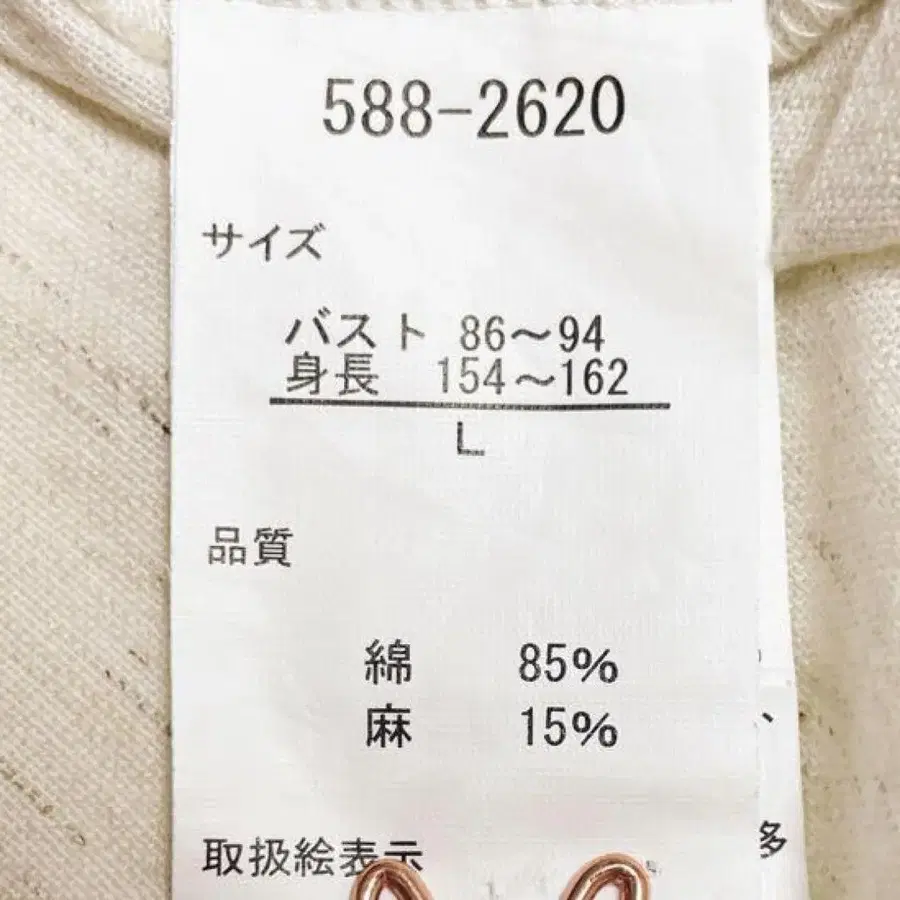 588-2620
サイズ
バスト 86～94
身長 154～162
L
品質
綿 85%
麻 15%
取扱絵表示
、
多